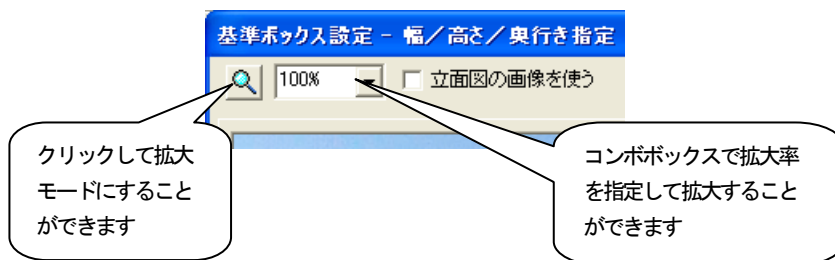 基準ボックス設定 - 幅／高さ／奥行き指定
100%
立面図の画像を使う
クリックして拡大
モードにすること
ができます
コンボボックスで拡大率
を指定して拡大すること
ができます